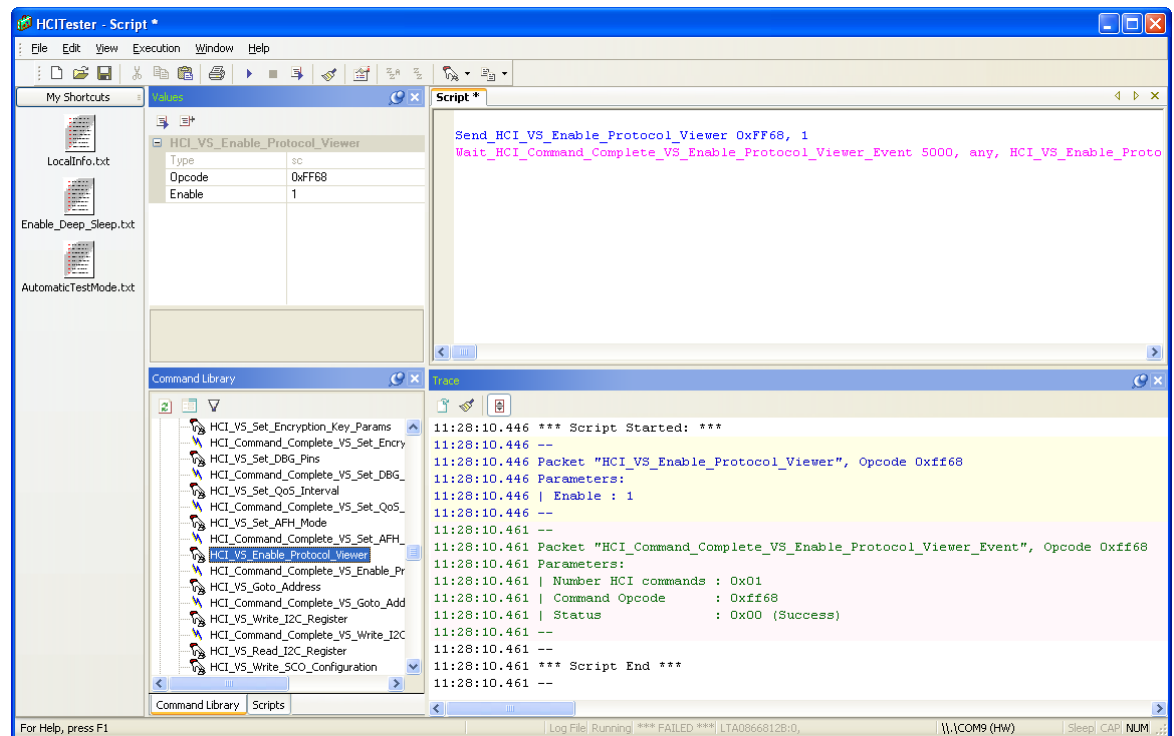 HCITester - Script *
File Edit View Execution Window Help
My Shortcuts
LocalInfo.txt
Enable_Deep_Sleep.txt
AutomaticTestMode.txt
Values
HCI_VS_Enable_Protocol_Viewer
Type sc
Opcode 0xFF68
Enable 1
Script *
Send_HCI_VS_Enable_Protocol_Viewer 0xFF68, 1
Wait_HCI_Command_Complete_VS_Enable_Protocol_Viewer_Event 5000, any, HCI_VS_Enable_Proto
Command Library
HCI_VS_Set_Encryption_Key_Params
HCI_Command_Complete_VS_Set_Encry
HCI_VS_Set_DBG_Pins
HCI_Command_Complete_VS_Set_DBG_
HCI_VS_Set_QoS_Interval
HCI_Command_Complete_VS_Set_QoS_
HCI_VS_Set_AFH_Mode
HCI_Command_Complete_VS_Set_AFH_
HCI_VS_Enable_Protocol_Viewer
HCI_Command_Complete_VS_Enable_Pr
HCI_VS_Goto_Address
HCI_Command_Complete_VS_Goto_Add
HCI_VS_Write_I2C_Register
HCI_Command_Complete_VS_Write_I2C
HCI_VS_Read_I2C_Register
HCI_VS_Write_SCO_Configuration
Command Library Scripts
Trace
11:28:10.446 *** Script Started: ***
11:28:10.446 --
11:28:10.446 Packet "HCI_VS_Enable_Protocol_Viewer", Opcode 0xff68
11:28:10.446 Parameters:
11:28:10.446 | Enable : 1
11:28:10.446 --
11:28:10.461 --
11:28:10.461 Packet "HCI_Command_Complete_VS_Enable_Protocol_Viewer_Event", Opcode 0xff68
11:28:10.461 Parameters:
11:28:10.461 | Number HCI commands : 0x01
11:28:10.461 | Command Opcode : 0xff68
11:28:10.461 | Status : 0x00 (Success)
11:28:10.461 --
11:28:10.461 --
11:28:10.461 *** Script End ***
11:28:10.461 --
For Help, press F1 Log File Running *** FAILED *** LTA08668128:0, \\.\COM9 (HW) Sleep CAP NUM